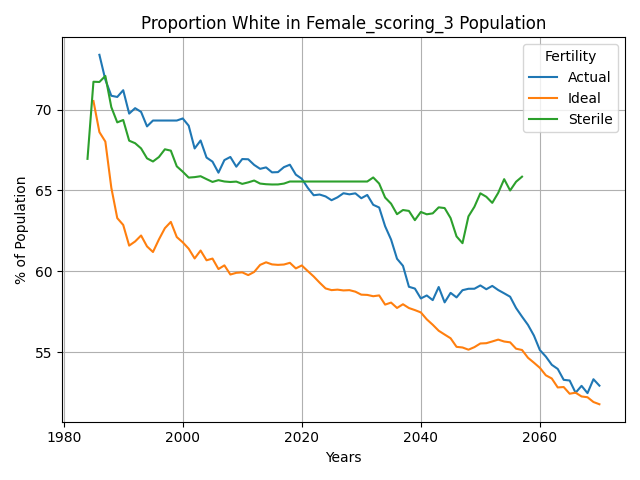 Proportion White in Female_scoring_3 Population
% of Population
70
65
60
55
Fertility
Actual
Ideal
Sterile
1980
2000
2020
2040
2060
Years